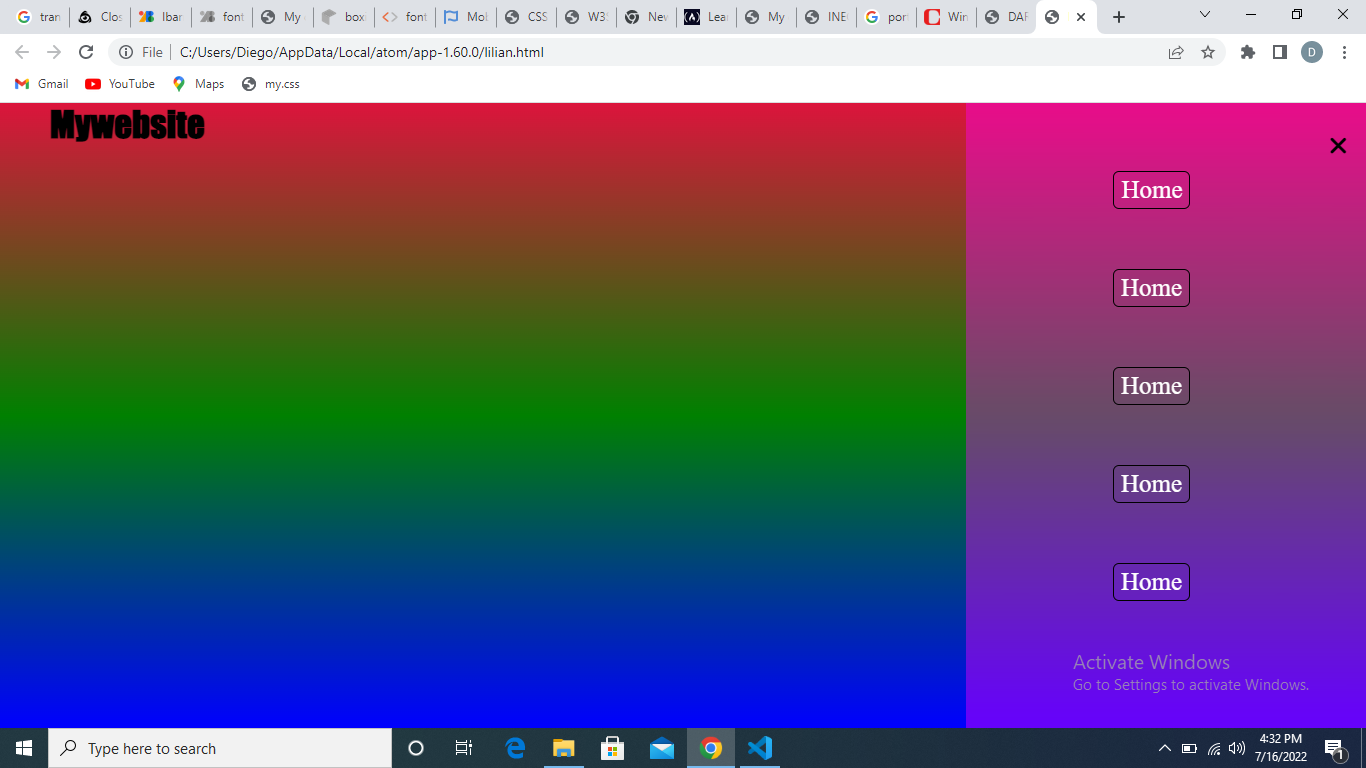 tran
Clos
Ibar
font
My
box
font
Mol
CSS
W3
Nev
Lear
My
INE
por
Win
DAF
File
C:/Users/Diego/AppData/Local/atom/app-1.60.0/lilian.html
D
Gmail
YouTube
Maps
my.css
Mywebsite
Home
Home
Home
Home
Home
Activate Windows
Go to Settings to activate Windows.
Type here to search
4:32 PM
7/16/2022
1